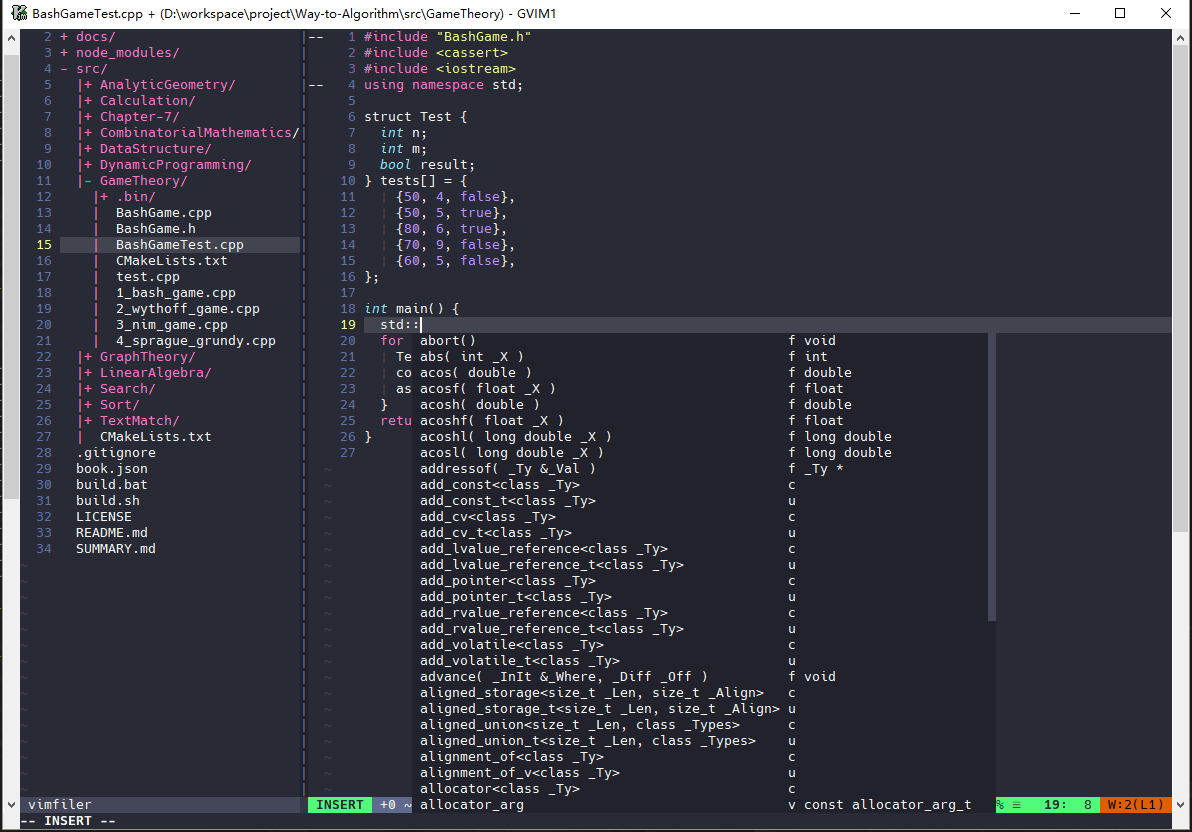 BashGameTest.cpp + (D:\workspace\project\Way-to-Algorithm\src\GameTheory) - GVIM1
2 + docs/
3 + node_modules/
4 - src/
5 |+ AnalyticGeometry/
6 |+ Calculation/
7 |+ Chapter-7/
8 |+ CombinatorialMathematics/
9 |+ DataStructure/
10 |+ DynamicProgramming/
11 |- GameTheory/
12 |+ .bin/
13 | BashGame.cpp
14 | BashGame.h
15 | BashGameTest.cpp
16 | CMakeLists.txt
17 | test.cpp
18 | 1_bash_game.cpp
19 | 2_wythoff_game.cpp
20 | 3_nim_game.cpp
21 | 4_sprague_grundy.cpp
22 |+ GraphTheory/
23 |+ LinearAlgebra/
24 |+ Search/
25 |+ Sort/
26 |+ TextMatch/
27 | CMakeLists.txt
28 .gitignore
29 book.json
30 build.bat
31 build.sh
32 LICENSE
33 README.md
34 SUMMARY.md
vimfiler
-- 1 #include "BashGame.h"
2 #include <cassert>
3 #include <iostream>
-- 4 using namespace std;
5
6 struct Test {
7 int n;
8 int m;
9 bool result;
10 } tests[] = {
11 | {50, 4, false},
12 | {50, 5, true},
13 | {80, 6, true},
14 | {70, 9, false},
15 | {60, 5, false},
16 };
17
18 int main() {
19 std::
20 for
21 | Te
22 | co
23 | as
24 }
25 retu
26 }
27
abort() f void
abs( int _X ) f int
acos( double ) f double
acosf( float _X ) f float
acosh( double ) f double
acoshf( float _X ) f float
acoshl( long double _X ) f long double
acosl( long double _X ) f long double
addressof( _Ty &_Val ) f _Ty *
add_const<class _Ty> c
add_const_t<class _Ty> u
add_cv<class _Ty> c
add_cv_t<class _Ty> u
add_lvalue_reference<class _Ty> c
add_lvalue_reference_t<class _Ty> u
add_pointer<class _Ty> c
add_pointer_t<class _Ty> u
add_rvalue_reference<class _Ty> c
add_rvalue_reference_t<class _Ty> u
add_volatile<class _Ty> c
add_volatile_t<class _Ty> u
advance( _InIt &_Where, _Diff _Off ) f void
aligned_storage<size_t _Len, size_t _Align> c
aligned_storage_t<size_t _Len, size_t _Align> u
aligned_union<size_t _Len, class _Types> c
aligned_union_t<size_t _Len, class _Types> u
alignment_of<class _Ty> c
alignment_of_v<class _Ty> u
allocator<class _Ty> c
allocator_arg v const allocator_arg_t
INSERT +0 ~ % ≡ 19: 8 W:2(L1)
-- INSERT --